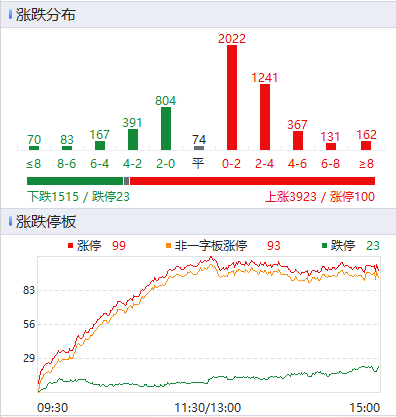 涨跌分布
70 83 167 391 804 74 2022 1241 367 131 162
≤8 8-6 6-4 4-2 2-0 平 0-2 2-4 4-6 6-8 ≥8
下跌1515 / 跌停23 上涨3923 / 涨停100
涨跌停板
涨停 99 非一字板涨停 93 跌停 23
83
56
29
09:30 11:30/13:00 15:00